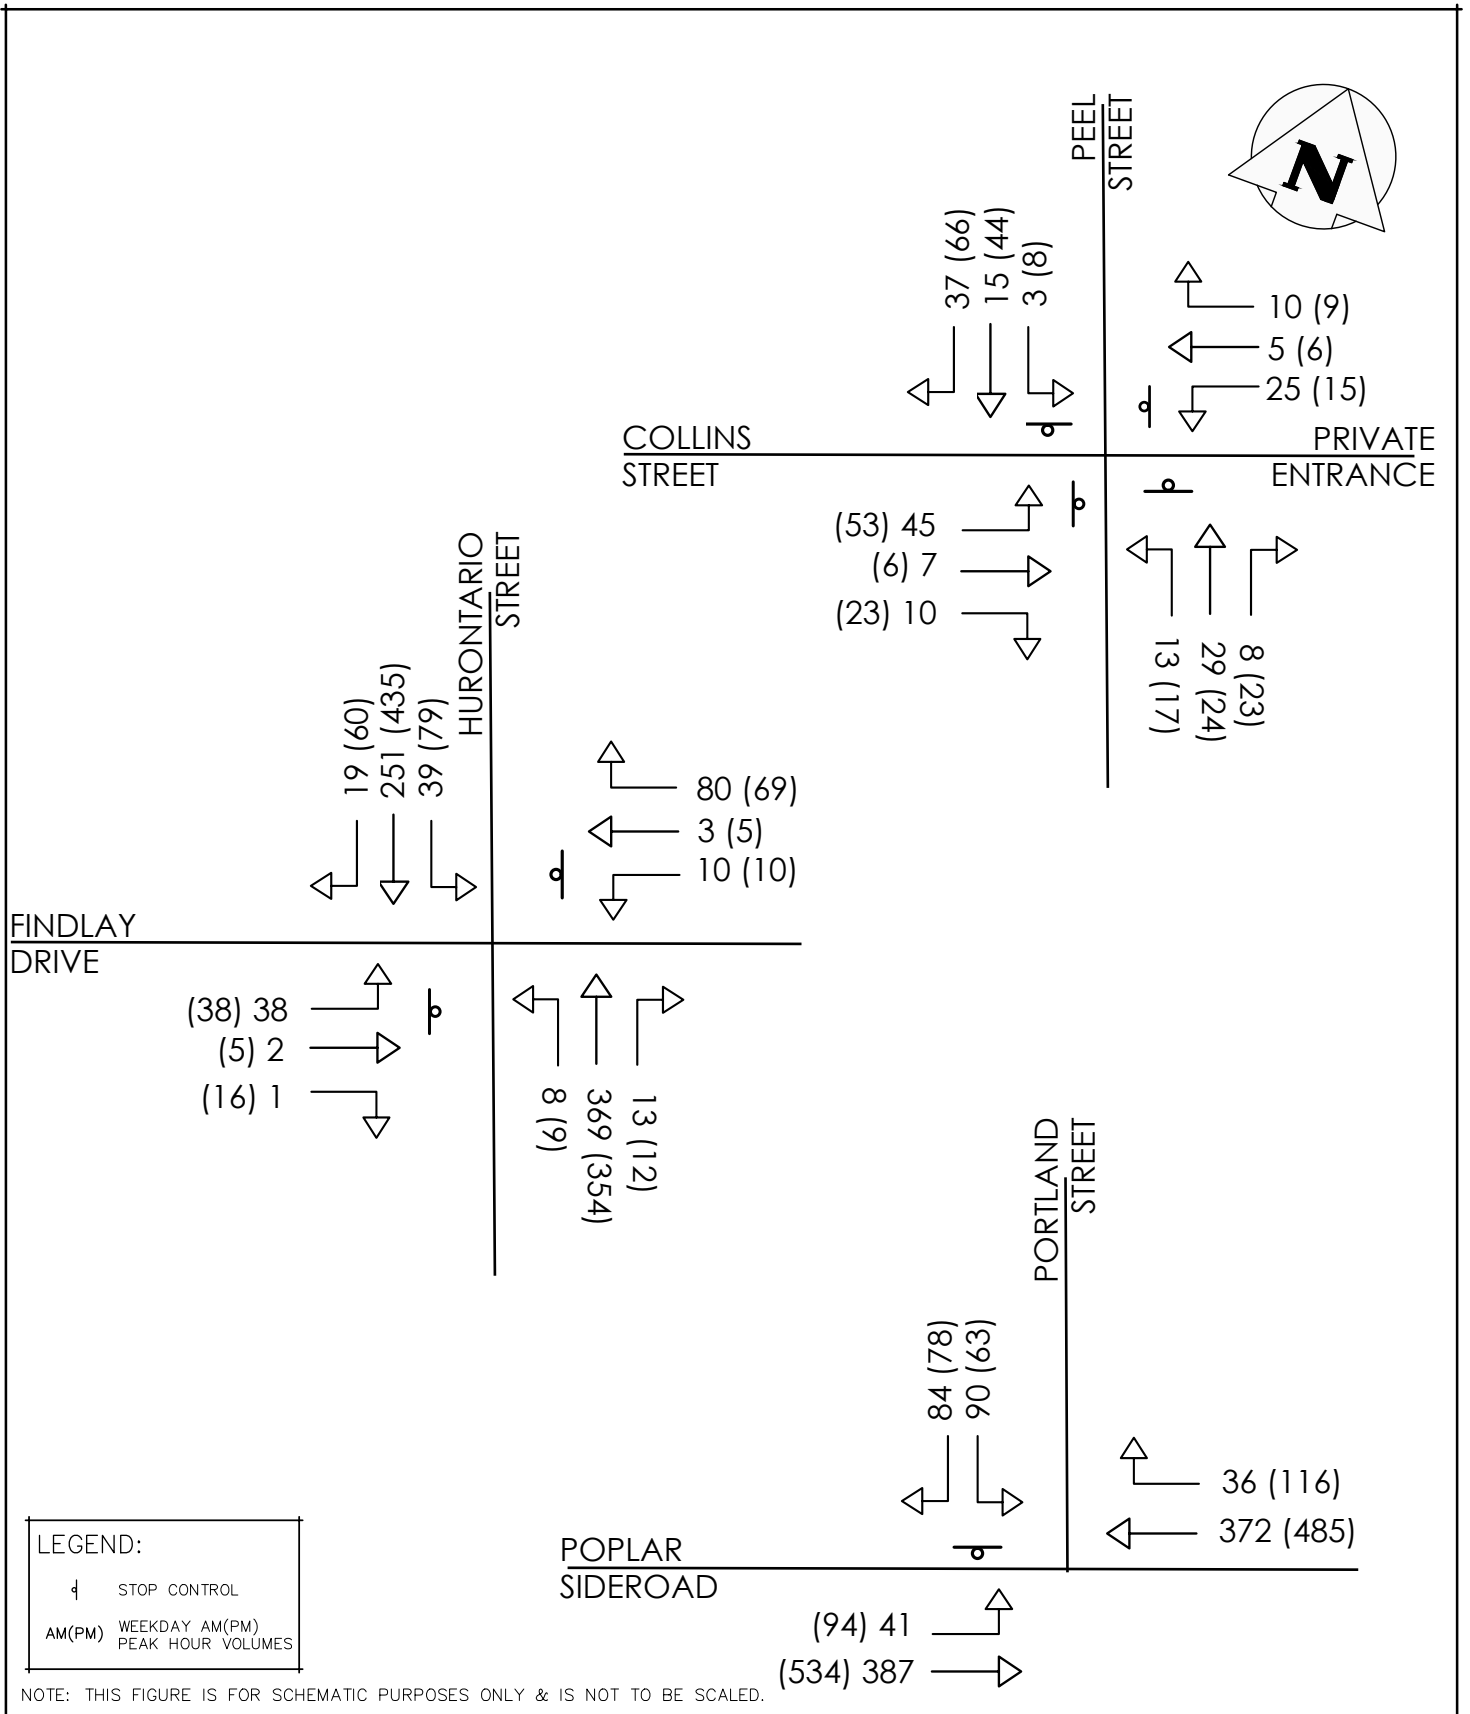 PEEL
STREET
N
37 (66)
15 (44)
3 (8)
10 (9)
5 (6)
25 (15)
COLLINS
STREET
PRIVATE
ENTRANCE
(53) 45
(6) 7
(23) 10
13 (17)
29 (24)
8 (23)
HURONTARIO
STREET
19 (60)
251 (435)
39 (79)
80 (69)
3 (5)
10 (10)
FINDLAY
DRIVE
(38) 38
(5) 2
(16) 1
8 (9)
369 (354)
13 (12)
PORTLAND
STREET
84 (78)
90 (63)
36 (116)
372 (485)
POPLAR
SIDEROAD
(94) 41
(534) 387
LEGEND:
STOP CONTROL
AM(PM) WEEKDAY AM(PM)
PEAK HOUR VOLUMES
NOTE: THIS FIGURE IS FOR SCHEMATIC PURPOSES ONLY & IS NOT TO BE SCALED.